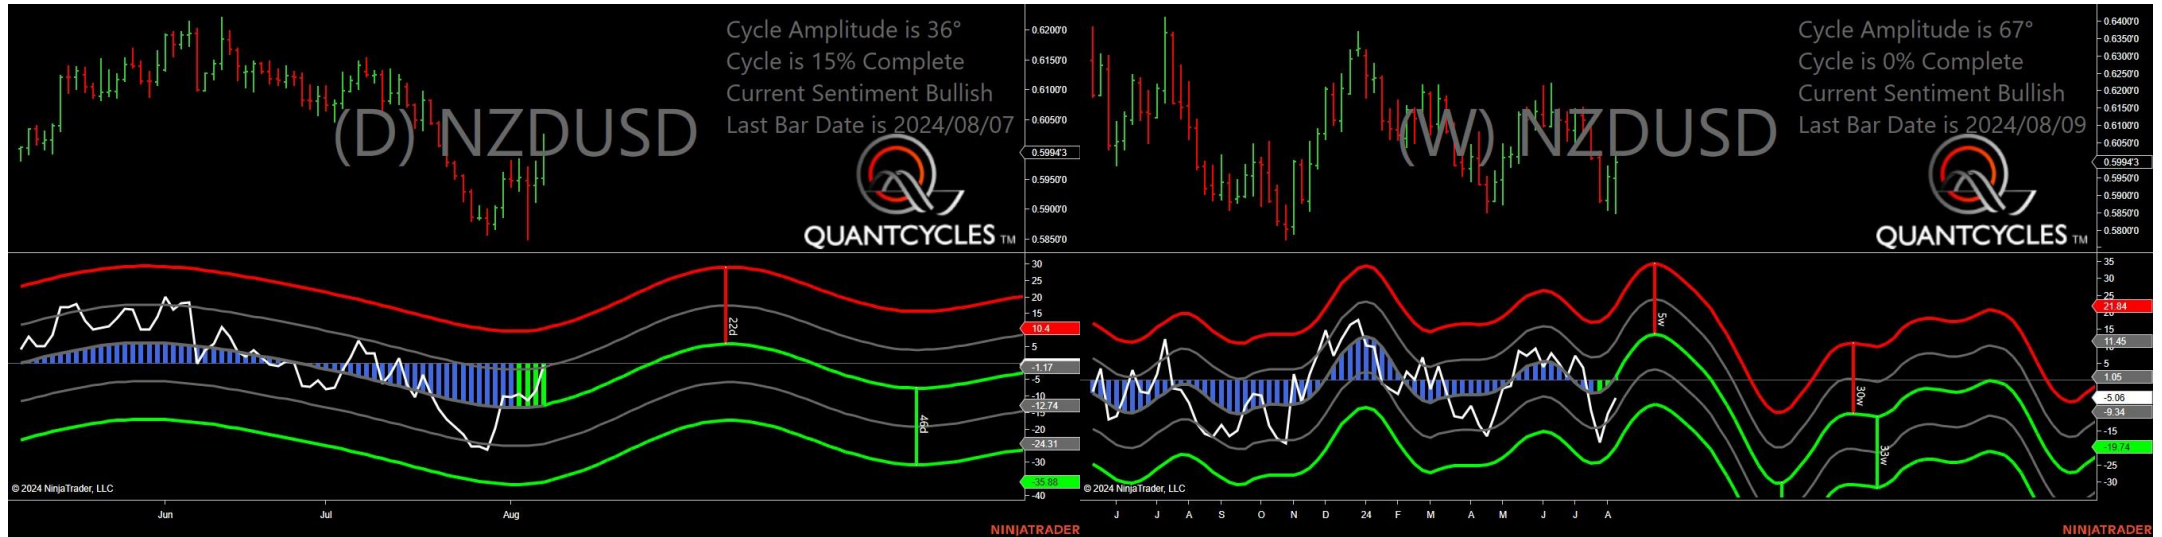 Cycle Amplitude is 36°
Cycle is 15% Complete
Current Sentiment Bullish
Last Bar Date is 2024/08/07
(D) NZDUSD
QUANTCYCLES TM
0.6200'0
0.6150'0
0.6100'0
0.6050'0
0.5994'3
0.5950'0
0.5900'0
0.5850'0
30
25
20
15
10.4
5
-1.17
-5
-10
-12.74
-15
-20
-24.31
-30
-35.88
-40
22d
46d
© 2024 NinjaTrader, LLC
Jun Jul Aug
NINJATRADER
Cycle Amplitude is 67°
Cycle is 0% Complete
Current Sentiment Bullish
Last Bar Date is 2024/08/09
(W) NZDUSD
QUANTCYCLES TM
0.6400'0
0.6350'0
0.6300'0
0.6250'0
0.6200'0
0.6150'0
0.6100'0
0.6050'0
0.5994'3
0.5950'0
0.5900'0
0.5850'0
0.5800'0
35
30
25
21.84
15
11.45
5
1.05
-5.06
-9.34
-15
-19.74
-25
-30
5w
30w
33w
© 2024 NinjaTrader, LLC
J J A S O N D 24 F M A M J J A
NINJATRADER